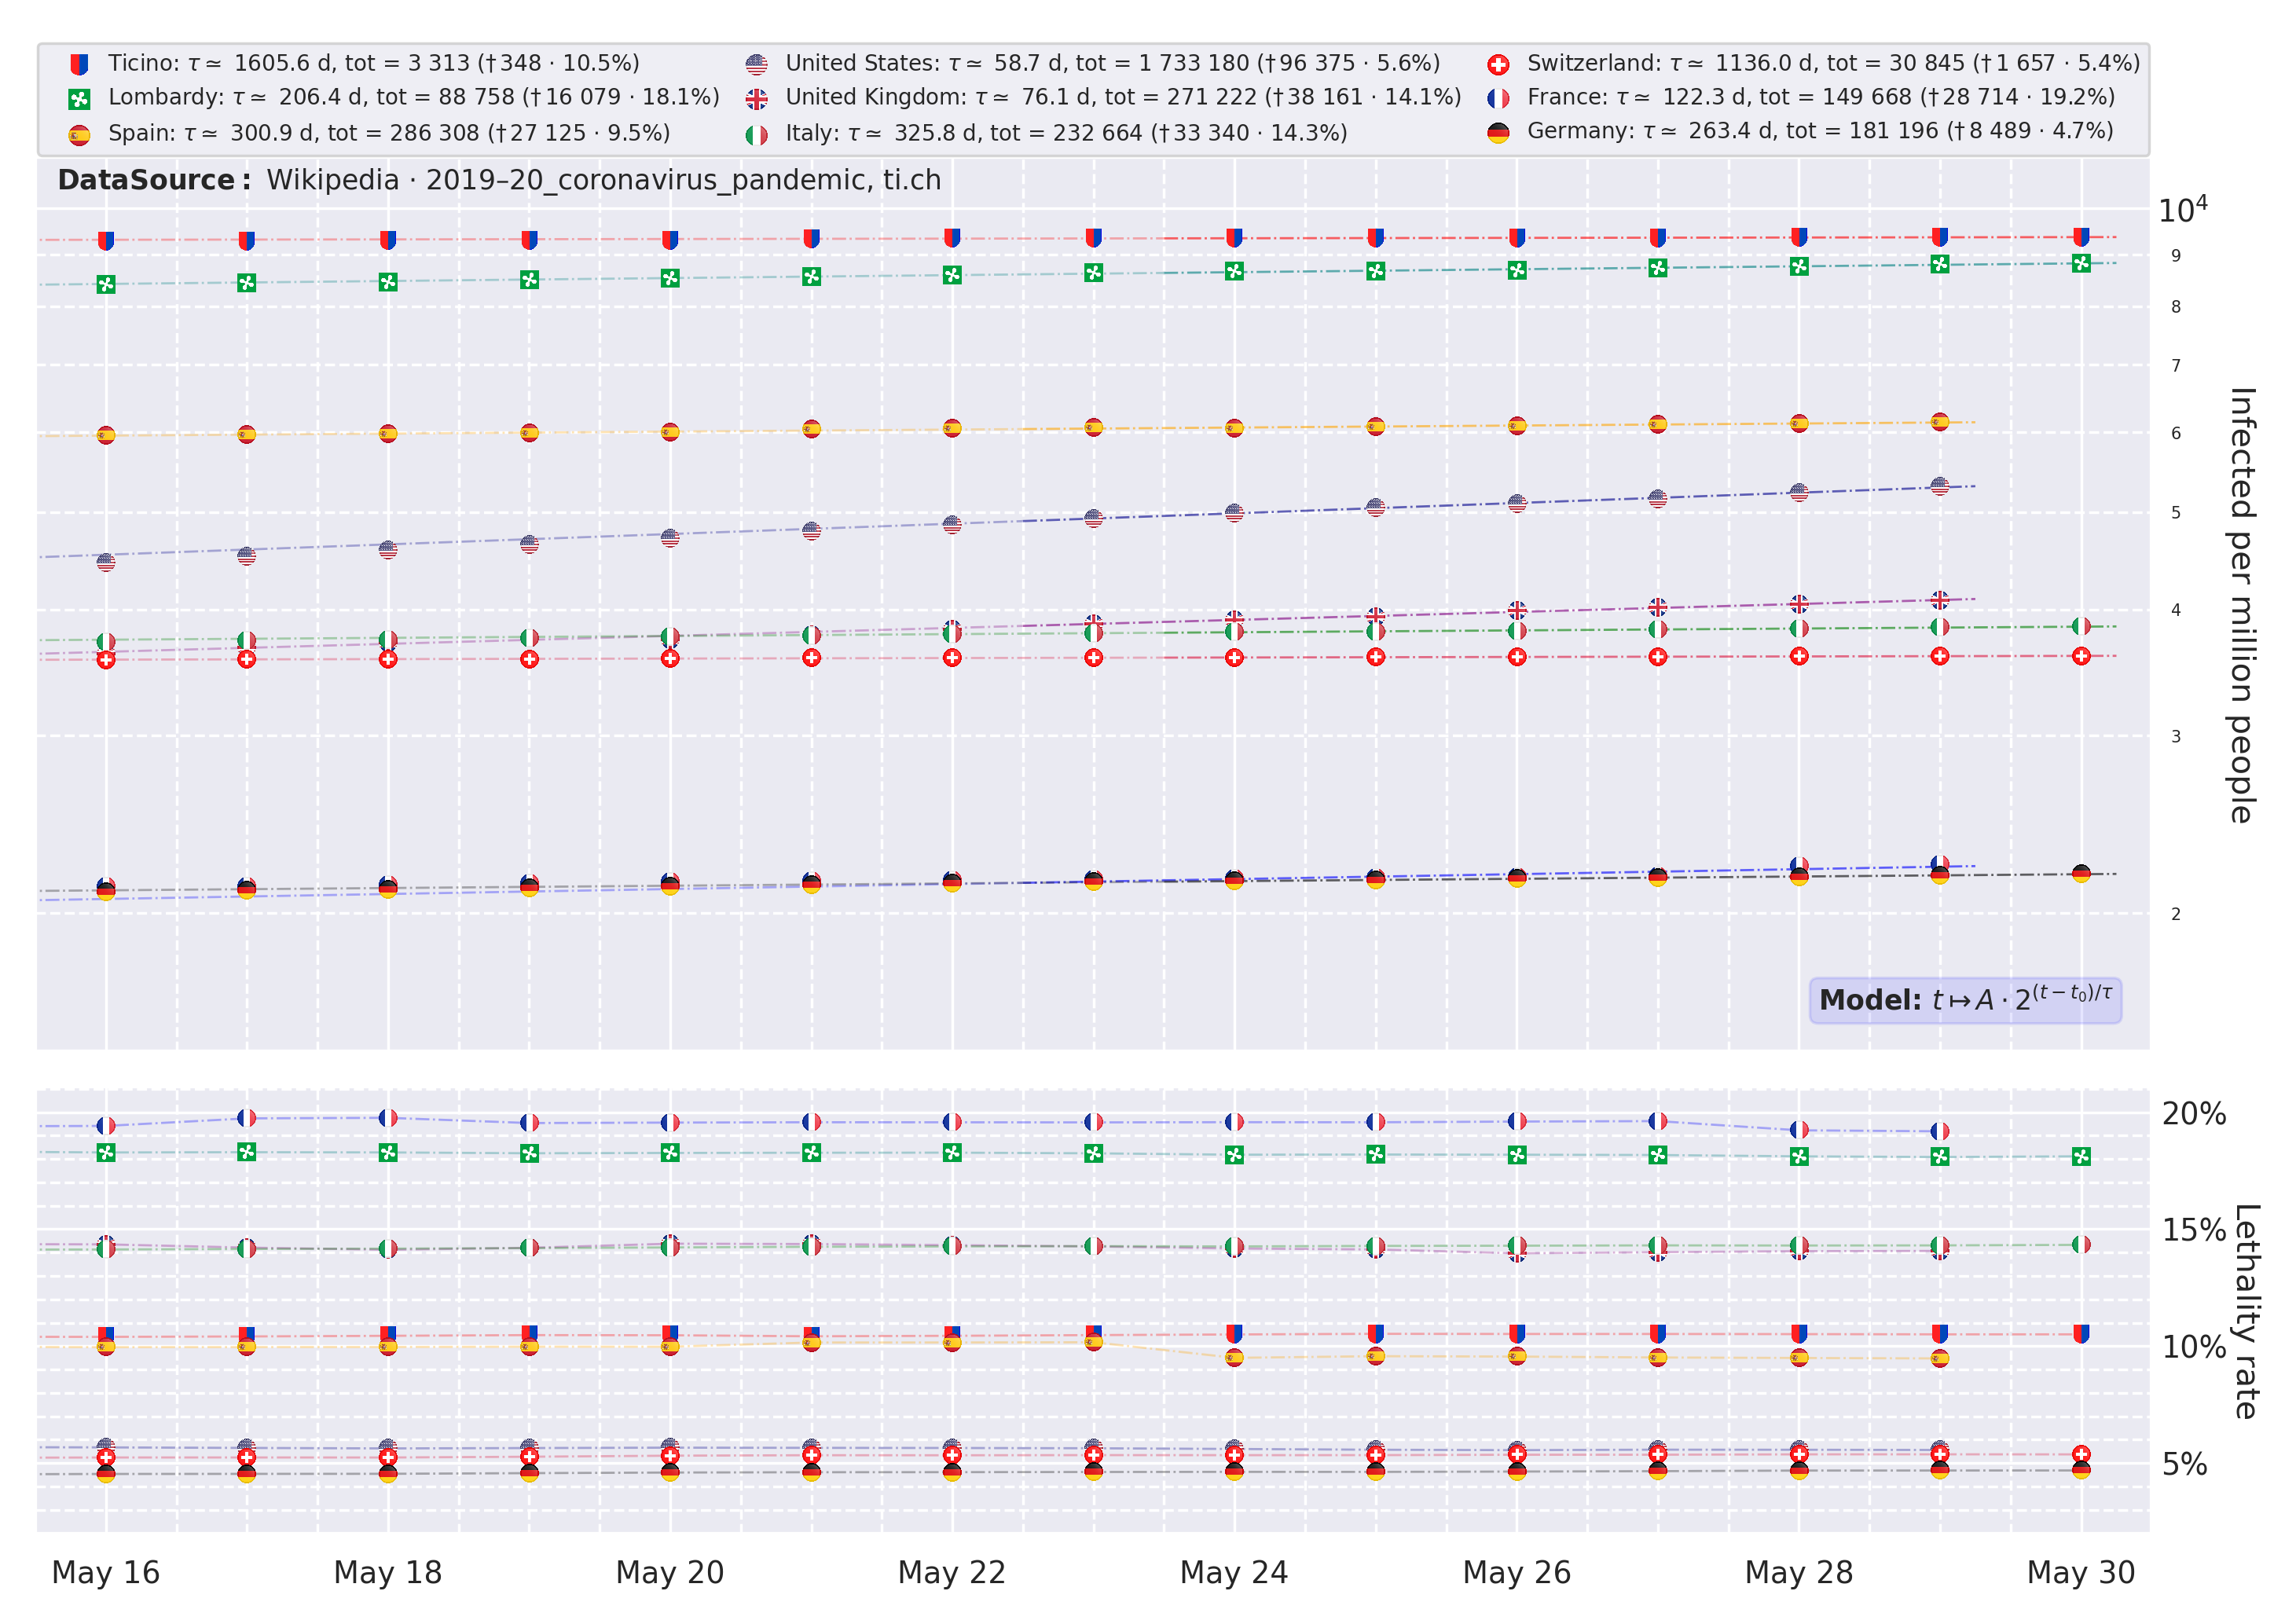 Ticino: τ ≃ 1605.6 d, tot = 3 313 (†348 · 10.5%)
Lombardy: τ ≃ 206.4 d, tot = 88 758 (†16 079 · 18.1%)
Spain: τ ≃ 300.9 d, tot = 286 308 (†27 125 · 9.5%)
United States: τ ≃ 58.7 d, tot = 1 733 180 (†96 375 · 5.6%)
United Kingdom: τ ≃ 76.1 d, tot = 271 222 (†38 161 · 14.1%)
Italy: τ ≃ 325.8 d, tot = 232 664 (†33 340 · 14.3%)
Switzerland: τ ≃ 1136.0 d, tot = 30 845 (†1 657 · 5.4%)
France: τ ≃ 122.3 d, tot = 149 668 (†28 714 · 19.2%)
Germany: τ ≃ 263.4 d, tot = 181 196 (†8 489 · 4.7%)
DataSource: Wikipedia · 2019–20_coronavirus_pandemic, ti.ch
10⁴
9
8
7
6
5
4
3
2
Infected per million people
Model: t ↦ A · 2^{(t − t₀)/τ}
20%
15%
10%
5%
Lethality rate
May 16
May 18
May 20
May 22
May 24
May 26
May 28
May 30